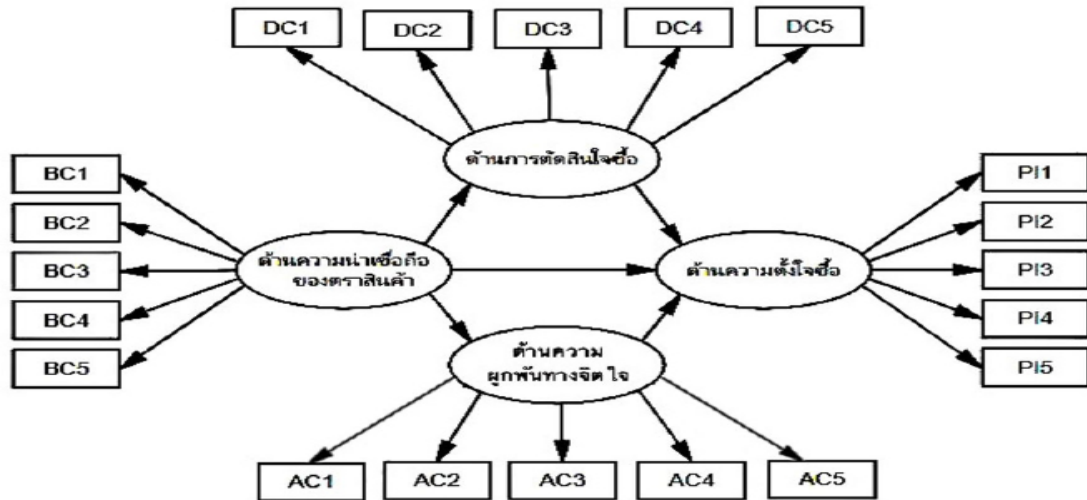 DC1
DC2
DC3
DC4
DC5
ด้านการตัดสินใจซื้อ
BC1
BC2
BC3
BC4
BC5
ด้านความน่าเชื่อถือ
ของตราสินค้า
ด้านความตั้งใจซื้อ
PI1
PI2
PI3
PI4
PI5
ด้านความ
ผูกพันทางจิตใจ
AC1
AC2
AC3
AC4
AC5